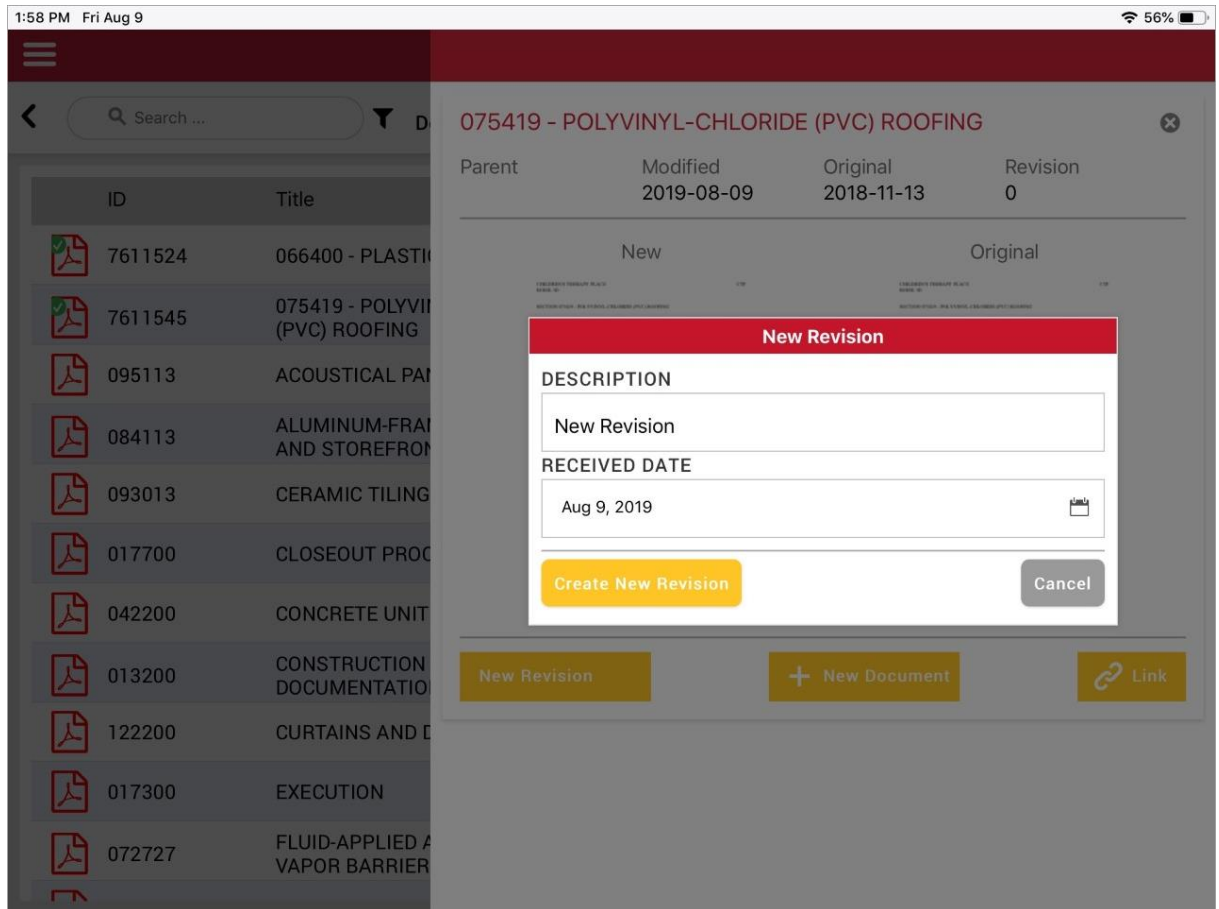 1:58 PM Fri Aug 9
56%
Search ...
075419 - POLYVINYL-CHLORIDE (PVC) ROOFING
Parent
Modified
2019-08-09
Original
2018-11-13
Revision
0
New
Original
ID Title
7611524 066400 - PLASTI
7611545 075419 - POLYVI
(PVC) ROOFING
095113 ACOUSTICAL PA
084113 ALUMINUM-FRA
AND STOREFRO
093013 CERAMIC TILING
017700 CLOSEOUT PROC
042200 CONCRETE UNIT
013200 CONSTRUCTION
DOCUMENTATIO
122200 CURTAINS AND
017300 EXECUTION
072727 FLUID-APPLIED
VAPOR BARRIER
New Revision
DESCRIPTION
New Revision
RECEIVED DATE
Aug 9, 2019
Create New Revision
Cancel
New Revision
New Document
Link